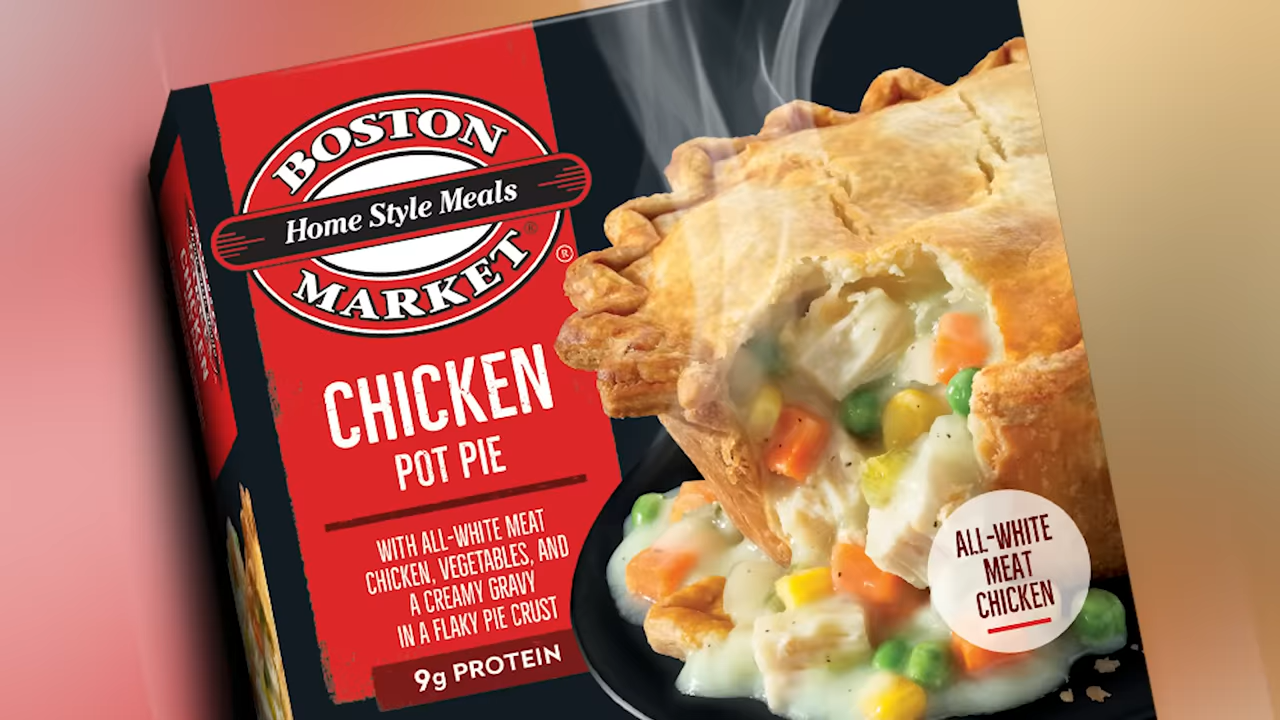 BOSTON
Home Style Meals
MARKET®
®
CHICKEN
POT PIE
WITH ALL-WHITE MEAT
CHICKEN, VEGETABLES, AND
A CREAMY GRAVY
IN A FLAKY PIE CRUST
9g PROTEIN
ALL-WHITE
MEAT
CHICKEN
CHICKEN